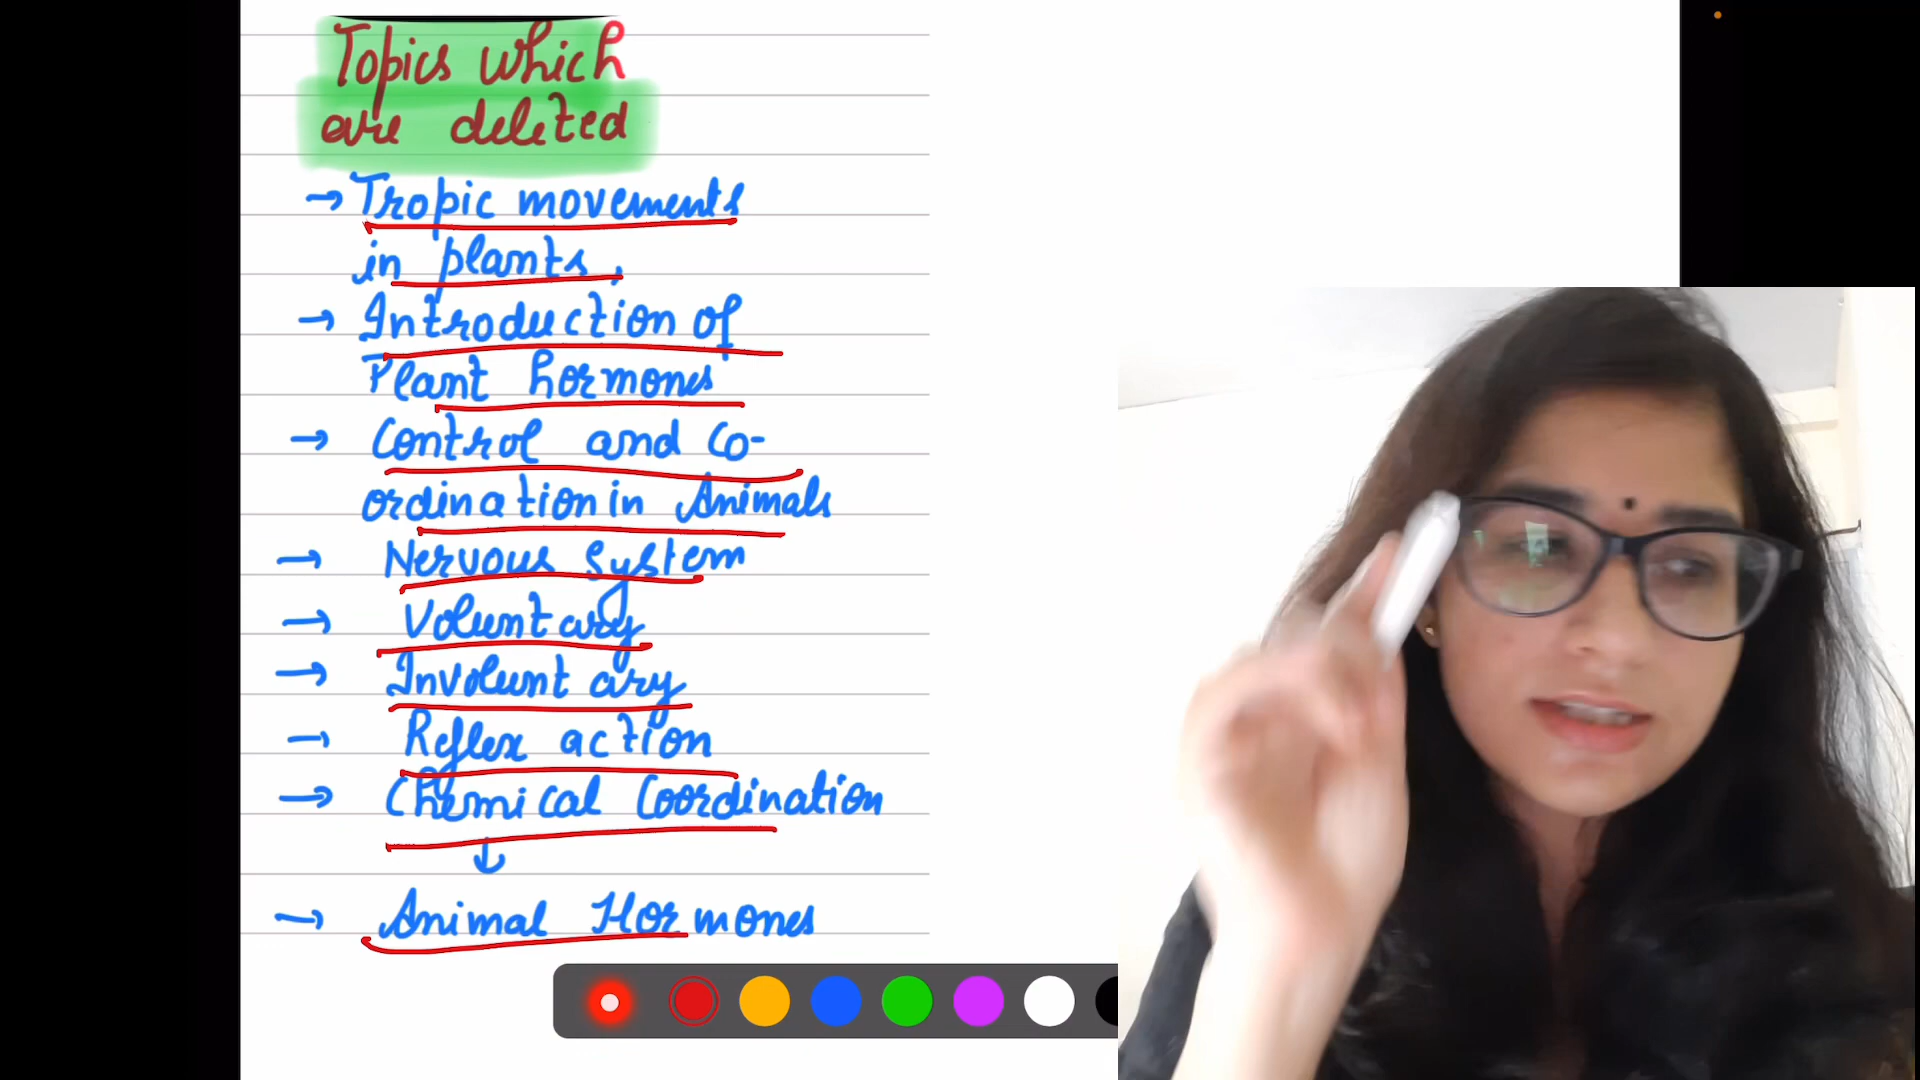 Topics which
are deleted
→ Tropic movements
in plants,
→ Introduction of
Plant hormones
→ Control and co-
ordination in Animals
→ Nervous system
→ Voluntary
→ Involuntary
→ Reflex action
→ Chemical Coordination
↓
→ Animal Hormones